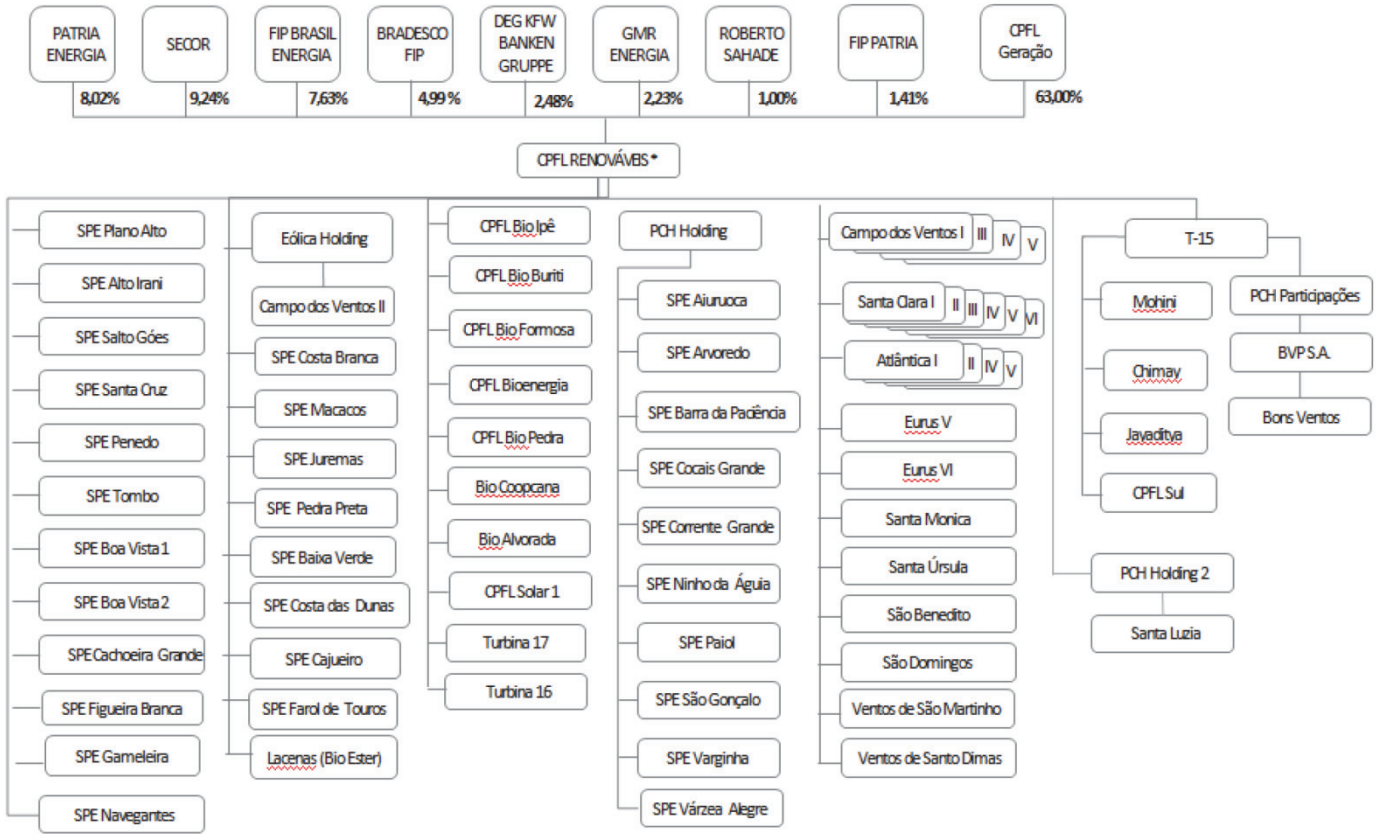 PATRIA
ENERGIA
SECOR
FIP BRASIL
ENERGIA
BRADESCO
FIP
DEG KFW
BANKEN
GRUPPE
GMR
ENERGIA
ROBERTO
SAHADE
FIP PATRIA
CPFL
Geração
8,02%
9,24%
7,63%
4,99 %
2,48%
2,23%
1,00%
1,41%
63,00%
CPFL RENOVÁVEIS *
SPE Plano Alto
SPE Alto Irani
SPE Salto Góes
SPE Santa Cruz
SPE Penedo
SPE Tombo
SPE Boa Vista 1
SPE Boa Vista 2
SPE Cachoeira Grande
SPE Figueira Branca
SPE Gameleira
SPE Navegantes
Eólica Holding
Campo dos Ventos II
SPE Costa Branca
SPE Macacos
SPE Juremas
SPE Pedra Preta
SPE Baixa Verde
SPE Costa das Dunas
SPE Cajueiro
SPE Farol de Touros
Lacenas (Bio Ester)
CPFL Bio Ipê
CPFL Bio Buriti
CPFL Bio Formosa
CPFL Bioenergia
CPFL Bio Pedra
Bio Coopcana
Bio Alvorada
CPFL Solar 1
Turbina 17
Turbina 16
PCH Holding
SPE Aiuruoca
SPE Arvoredo
SPE Barra da Paciência
SPE Cocais Grande
SPE Corrente Grande
SPE Ninho da Águia
SPE Paiol
SPE São Gonçalo
SPE Varginha
SPE Várzea Alegre
Campo dos Ventos I III IV V
Santa Clara I II III IV V VI
Atlântica I II IV V
Eurus V
Eurus VI
Santa Monica
Santa Úrsula
São Benedito
São Domingos
Ventos de São Martinho
Ventos de Santo Dimas
T-15
Mohini
Chimay
Jayaditya
CPFL Sul
PCH Participações
BVP S.A.
Bons Ventos
PCH Holding 2
Santa Luzia